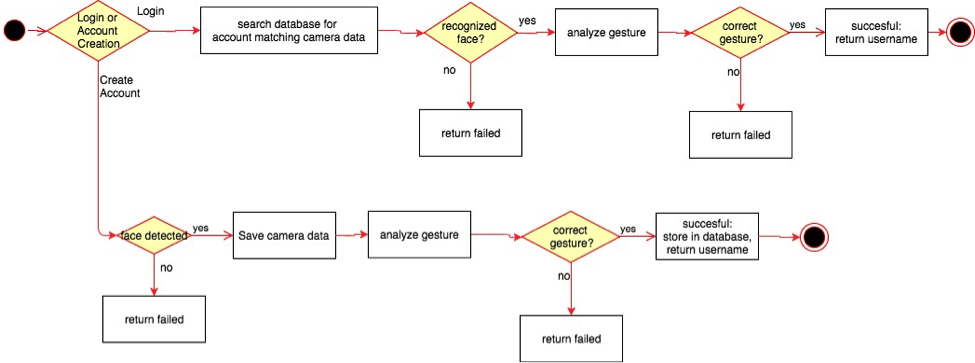 Login or
Account
Creation
Login
search database for
account matching camera data
recognized
face?
yes
analyze gesture
correct
gesture?
yes
succesful:
return username
no
return failed
no
return failed
Create
Account
face detected
yes
Save camera data
analyze gesture
correct
gesture?
yes
succesful:
store in database,
return username
no
return failed
no
return failed